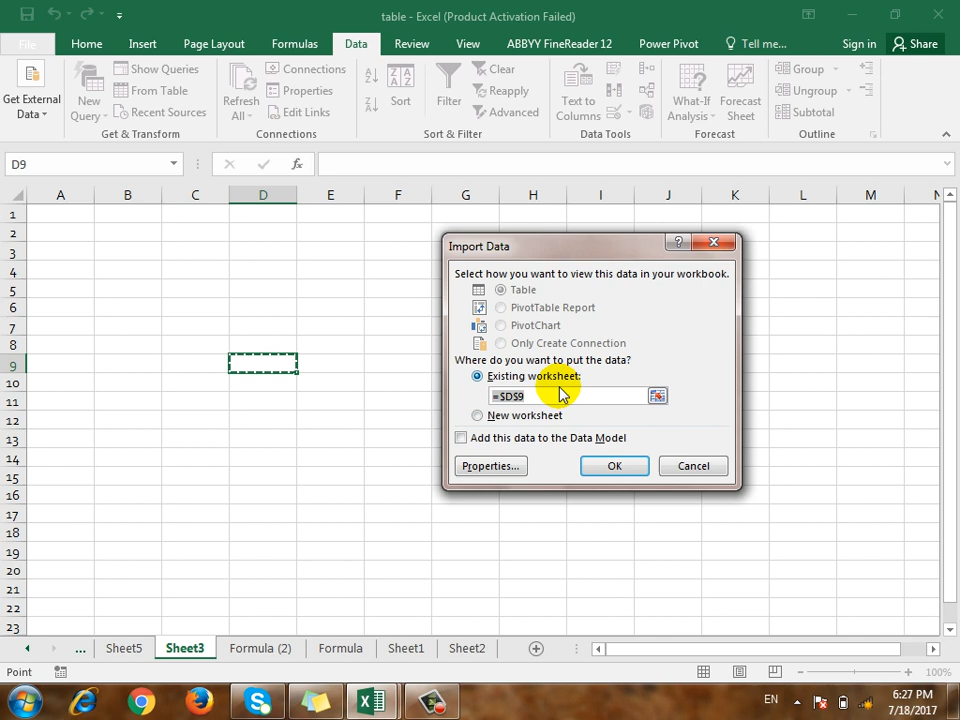 table - Excel (Product Activation Failed)
File Home Insert Page Layout Formulas Data Review View ABBYY FineReader 12 Power Pivot Tell me... Sign in Share
Get External Data
New Query
Show Queries
From Table
Recent Sources
Get & Transform
Refresh All
Connections
Properties
Edit Links
Connections
Sort
Filter
Clear
Reapply
Advanced
Sort & Filter
Text to Columns
Data Tools
What-If Analysis
Forecast Sheet
Forecast
Group
Ungroup
Subtotal
Outline
D9
fx
A B C D E F G H I J K L M N
1
2
3
4
5
6
7
8
9
10
11
12
13
14
15
16
17
18
19
20
21
22
23
Import Data
Select how you want to view this data in your workbook.
Table
PivotTable Report
PivotChart
Only Create Connection
Where do you want to put the data?
Existing worksheet:
=$D$9
New worksheet
Add this data to the Data Model
Properties... OK Cancel
... Sheet5 Sheet3 Formula (2) Formula Sheet1 Sheet2
Point 100%
EN 6:27 PM
7/18/2017